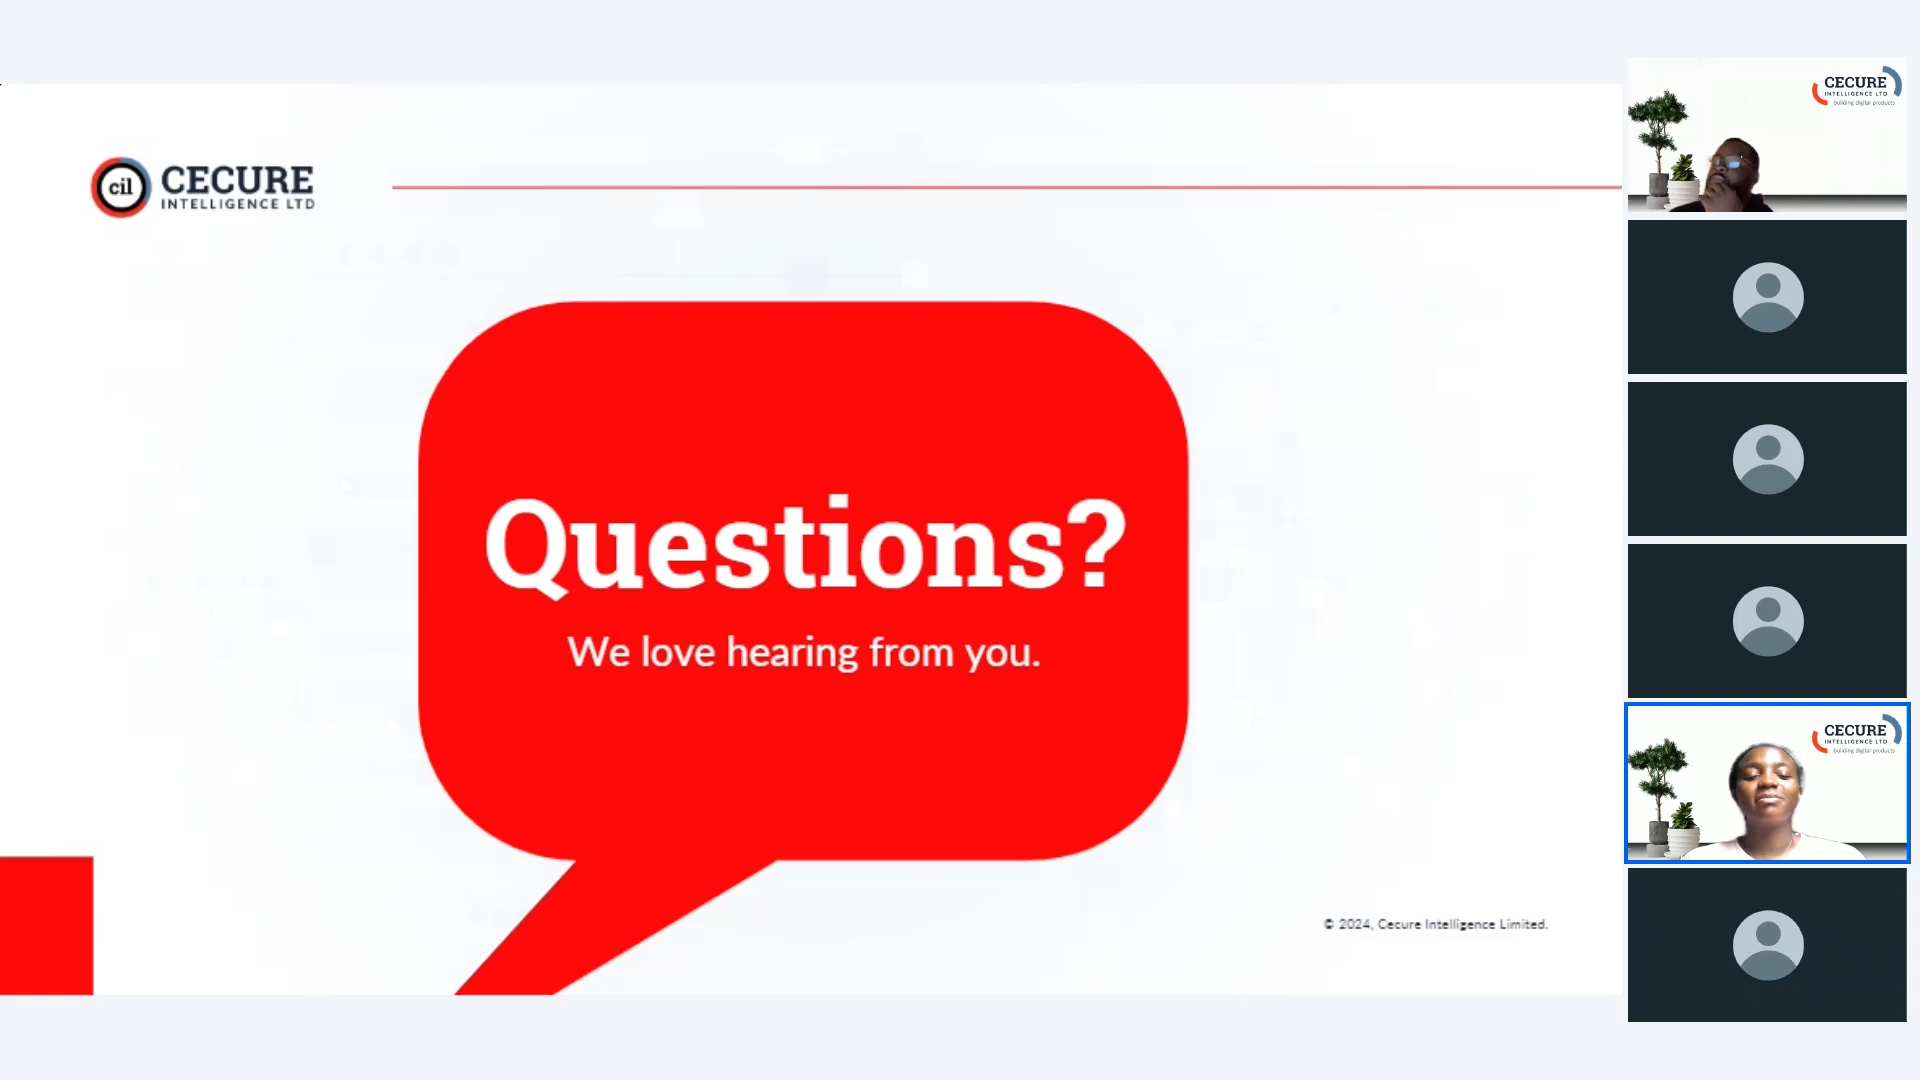 cil
CECURE
INTELLIGENCE LTD
Questions?
We love hearing from you.
© 2024, Cecure Intelligence Limited.
CECURE
INTELLIGENCE LTD
building digital products
CECURE
INTELLIGENCE LTD
building digital products